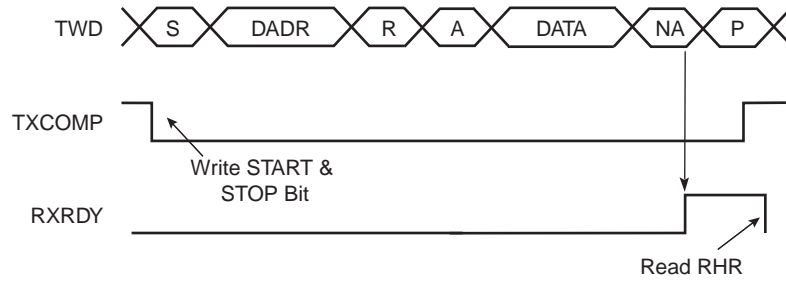 TWD S DADR R A DATA NA P
TXCOMP
Write START &
STOP Bit
RXRDY
Read RHR